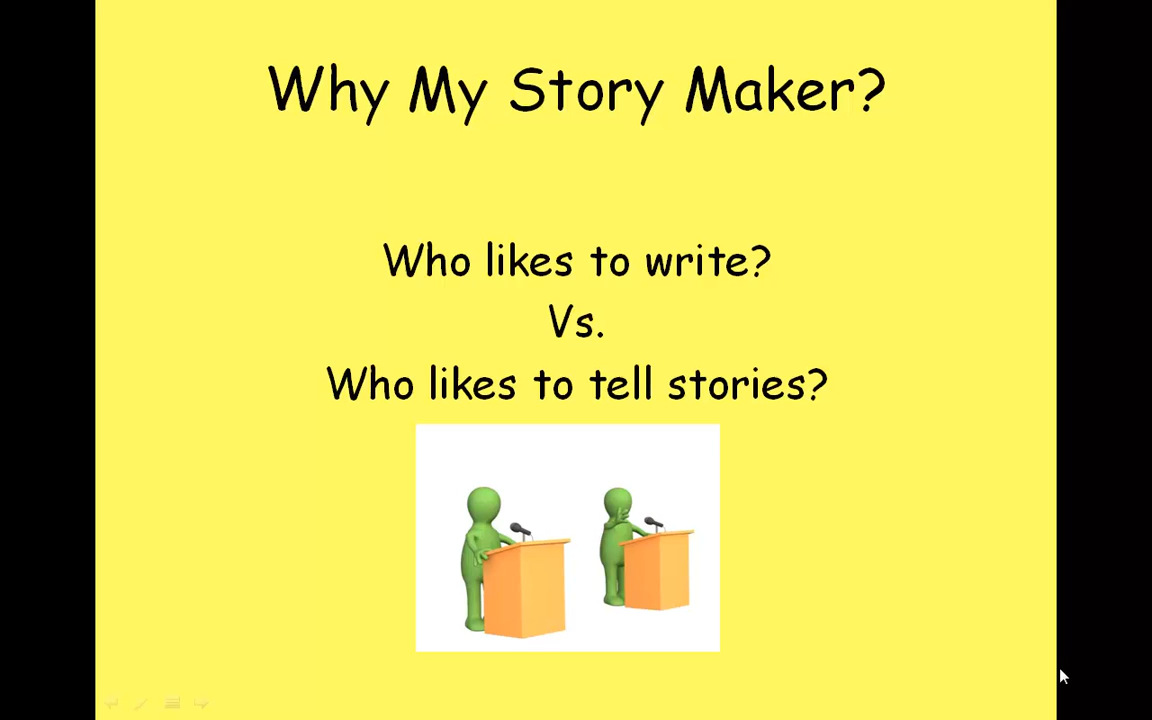 Why My Story Maker?
Who likes to write?
Vs.
Who likes to tell stories?